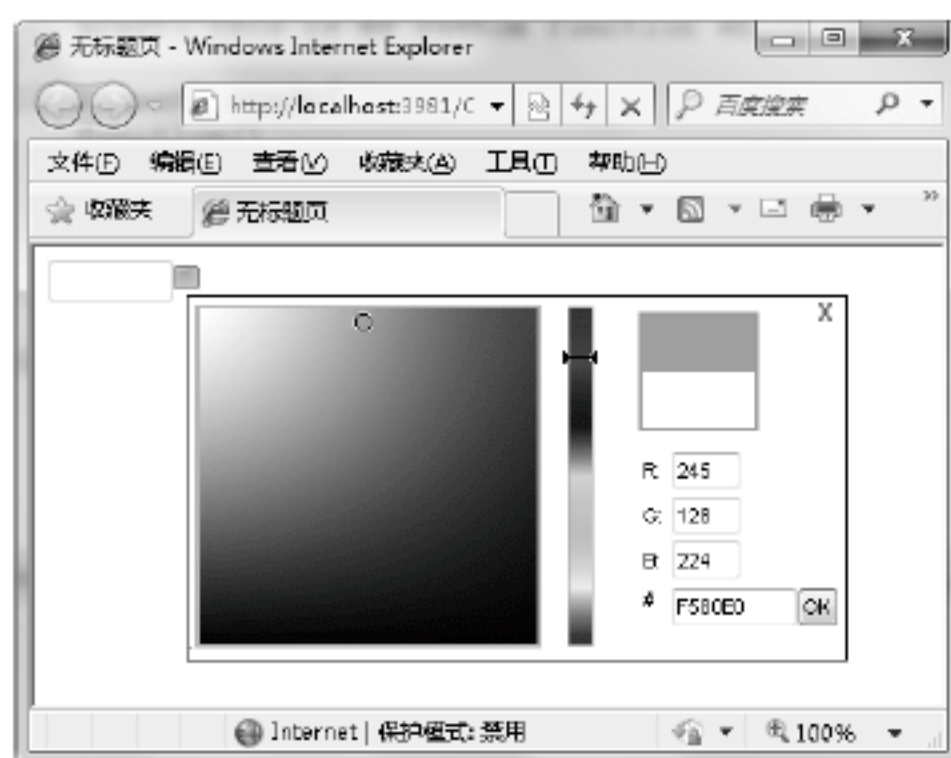 无标题页 - Windows Internet Explorer
http://localhost:3981/C
百度搜索
文件(F) 编辑(E) 查看(V) 收藏夹(A) 工具(T) 帮助(H)
收藏夹 无标题页 »
X
R: 245
G: 128
B: 224
# F580E0 OK
Internet | 保护模式: 禁用 100%